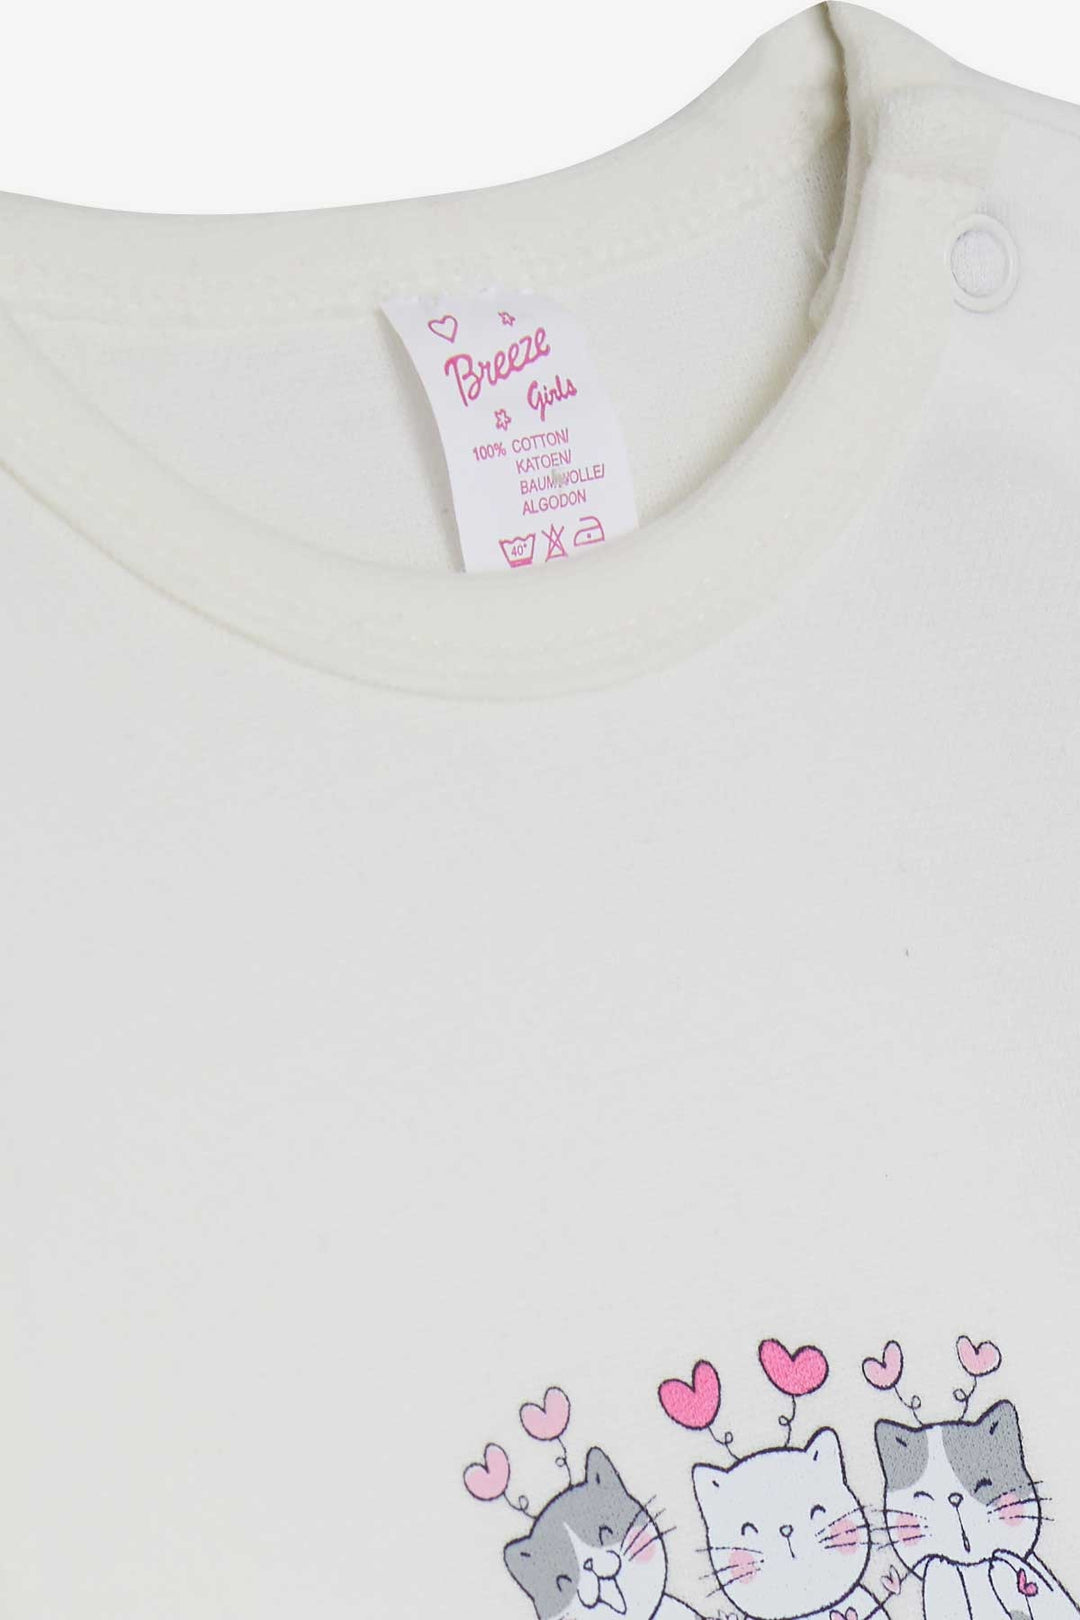 Breeze
Girls
100% COTTON/
KATOEN/
BAUMWOLLE/
ALGODON
40°